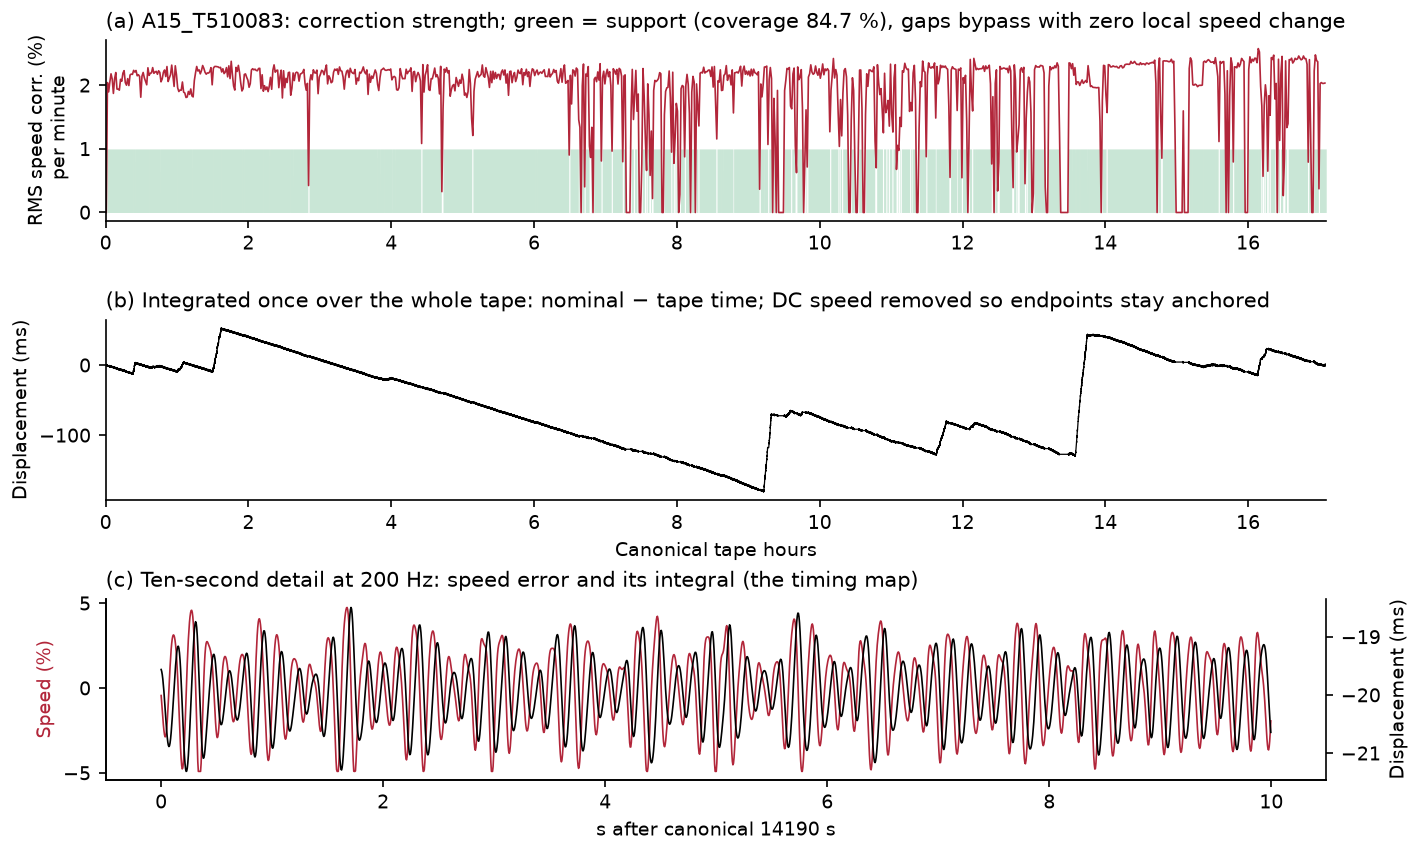 (a) A15_T510083: correction strength; green = support (coverage 84.7 %), gaps bypass with zero local speed change
RMS speed corr. (%)
per minute
2
1
0
0 2 4 6 8 10 12 14 16
(b) Integrated once over the whole tape: nominal − tape time; DC speed removed so endpoints stay anchored
Displacement (ms)
0
−100
0 2 4 6 8 10 12 14 16
Canonical tape hours
(c) Ten-second detail at 200 Hz: speed error and its integral (the timing map)
Speed (%)
5
0
−5
−19
−20
−21
Displacement (ms)
0 2 4 6 8 10
s after canonical 14190 s